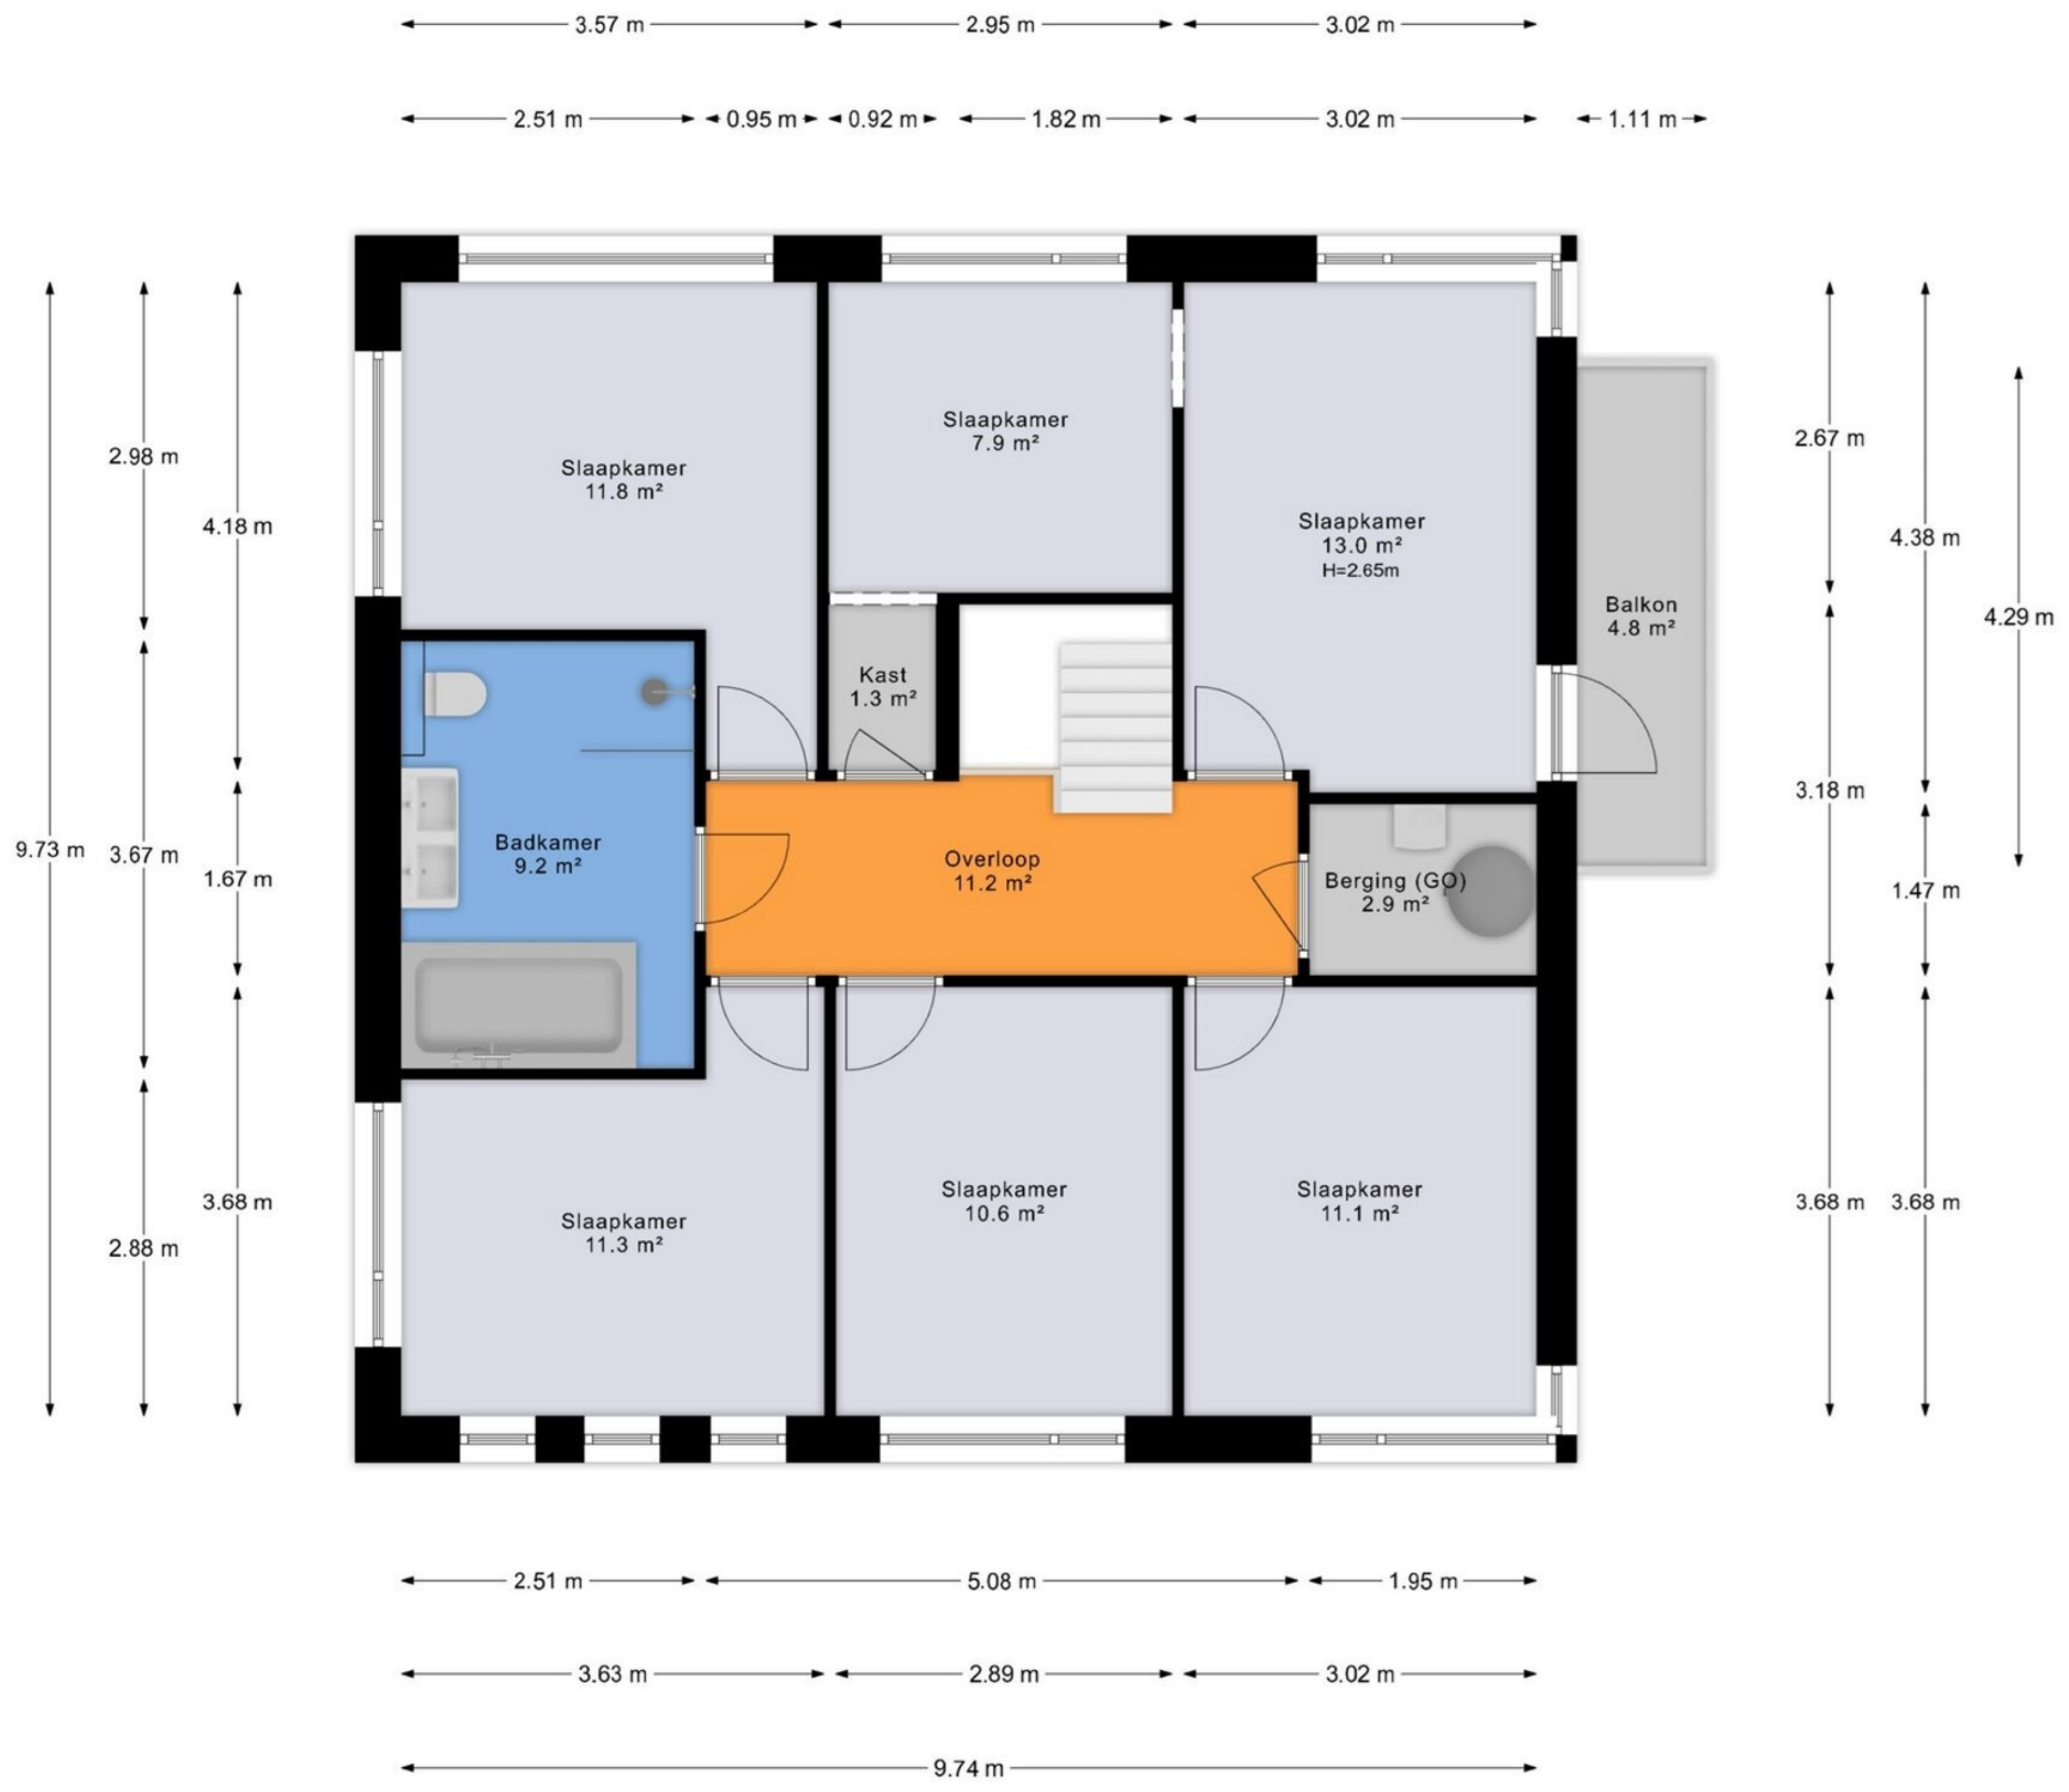 3.57 m
2.95 m
3.02 m
2.51 m
0.95 m
0.92 m
1.82 m
3.02 m
1.11 m
Slaapkamer
7.9 m²
2.67 m
2.98 m
Slaapkamer
11.8 m²
4.18 m
Slaapkamer
13.0 m²
H=2.65m
4.38 m
Balkon
4.8 m²
4.29 m
Kast
1.3 m²
3.18 m
9.73 m
3.67 m
1.67 m
Badkamer
9.2 m²
Overloop
11.2 m²
Berging (GO)
2.9 m²
1.47 m
3.68 m
2.88 m
Slaapkamer
11.3 m²
Slaapkamer
10.6 m²
Slaapkamer
11.1 m²
3.68 m
3.68 m
2.51 m
5.08 m
1.95 m
3.63 m
2.89 m
3.02 m
9.74 m